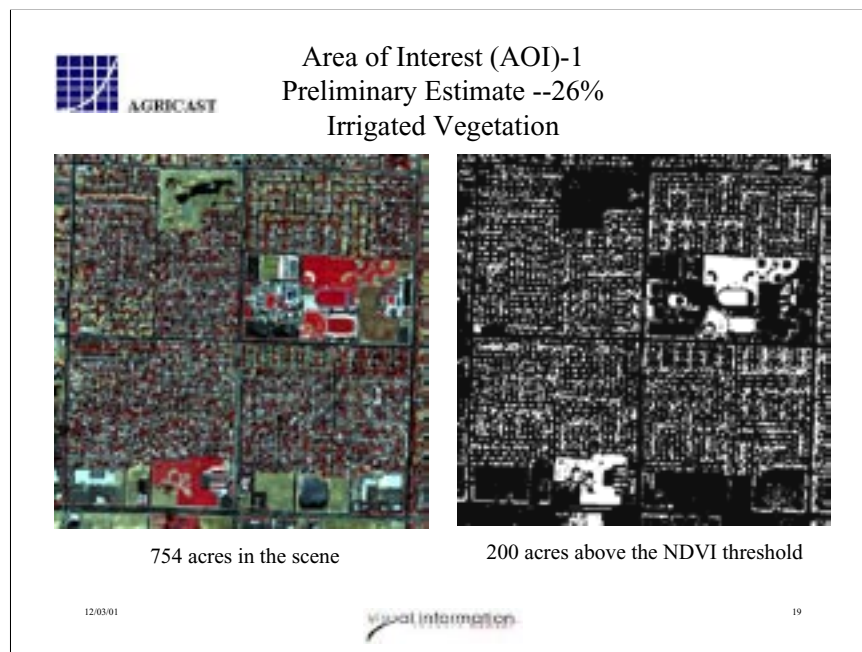 Area of Interest (AOI)-1
Preliminary Estimate --26%
Irrigated Vegetation
AGRICAST
754 acres in the scene
200 acres above the NDVI threshold
12/03/01
visual information
19